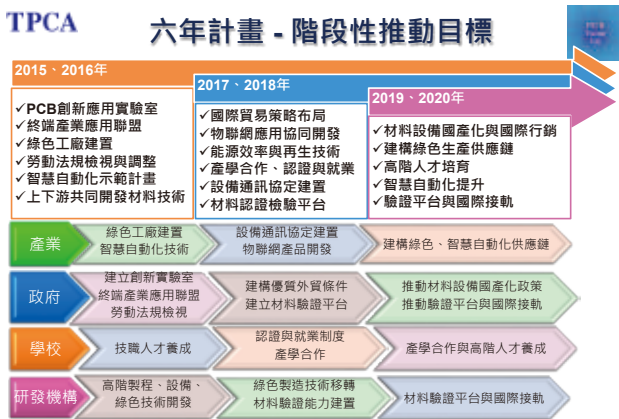 TPCA
六年計畫 - 階段性推動目標
2015、2016年
✓PCB創新應用實驗室
✓終端產業應用聯盟
✓綠色工廠建置
✓勞動法規檢視與調整
✓智慧自動化示範計畫
✓上下游共同開發材料技術
2017、2018年
✓國際貿易策略布局
✓物聯網應用協同開發
✓能源效率與再生技術
✓產學合作、認證與就業
✓設備通訊協定建置
✓材料認證檢驗平台
2019、2020年
✓材料設備國產化與國際行銷
✓建構綠色生產供應鏈
✓高階人才培育
✓智慧自動化提升
✓驗證平台與國際接軌
產業
綠色工廠建置
智慧自動化技術
設備通訊協定建置
物聯網產品開發
建構綠色、智慧自動化供應鏈
政府
建立創新實驗室
終端產業應用聯盟
勞動法規檢視
建構優質外貿條件
建立材料驗證平台
推動材料設備國產化政策
推動驗證平台與國際接軌
學校
技職人才養成
認證與就業制度
產學合作
產學合作與高階人才養成
研發機構
高階製程、設備、
綠色技術開發
綠色製造技術移轉
材料驗證能力建置
材料驗證平台與國際接軌